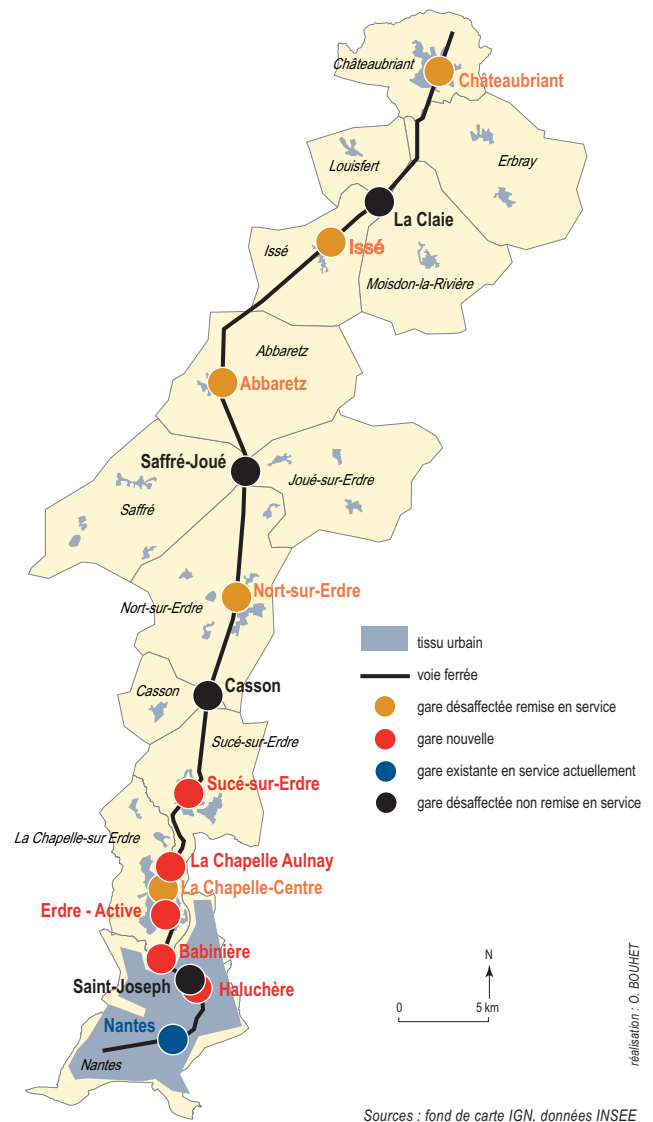 Châteaubriant
Châteaubriant
Louisfert
Erbray
La Claie
Issé
Issé
Moisdon-la-Rivière
Abbaretz
Abbaretz
Saffré-Joué
Joué-sur-Erdre
Saffré
Nort-sur-Erdre
Nort-sur-Erdre
tissu urbain
voie ferrée
Casson
Casson
gare désaffectée remise en service
Sucé-sur-Erdre
gare nouvelle
gare existante en service actuellement
Sucé-sur-Erdre
gare désaffectée non remise en service
La Chapelle-sur Erdre
La Chapelle Aulnay
La Chapelle-Centre
Erdre - Active
Babinière
Saint-Joseph
Haluchère
N
0 5 km
Nantes
Nantes
réalisation : O. BOUHET
Sources : fond de carte IGN, données INSEE